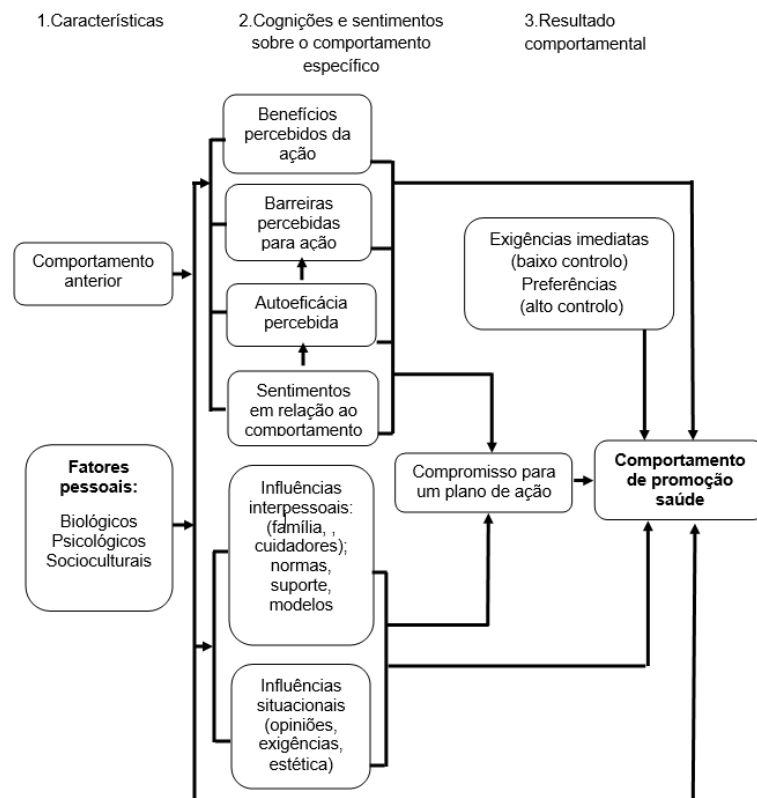 1.Características
2.Cognições e sentimentos
sobre o comportamento
específico
3.Resultado
comportamental
Benefícios
percebidos da
ação
Barreiras
percebidas
para ação
Autoeficácia
percebida
Sentimentos
em relação ao
comportamento
Comportamento
anterior
Fatores
pessoais:
Biológicos
Psicológicos
Socioculturais
Influências
interpessoais:
(família, ,
cuidadores);
normas,
suporte,
modelos
Influências
situacionais
(opiniões,
exigências,
estética)
Exigências imediatas
(baixo controlo)
Preferências
(alto controlo)
Compromisso para
um plano de ação
Comportamento
de promoção
saúde